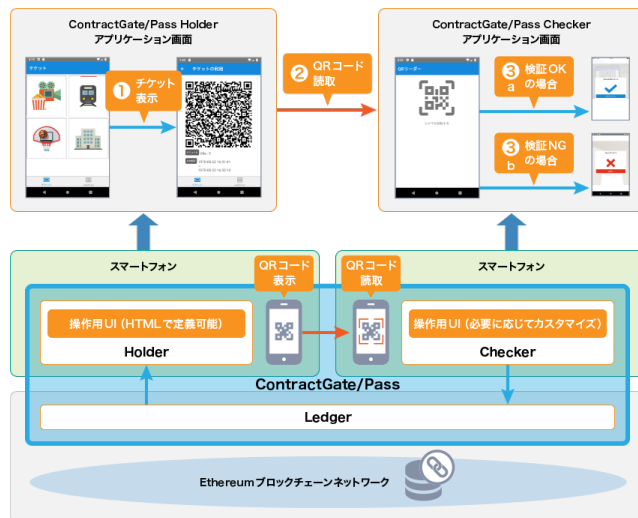 ContractGate/Pass Holder
アプリケーション画面
チケット
1 チケット
表示
チケットの利用
2 QRコード
読取
ContractGate/Pass Checker
アプリケーション画面
QRリーダー
3 検証OK
a の場合
3 検証NG
b の場合
スマートフォン
QRコード
表示
QRコード
読取
スマートフォン
操作用UI（HTMLで定義可能）
Holder
操作用UI（必要に応じてカスタマイズ）
Checker
ContractGate/Pass
Ledger
Ethereumブロックチェーンネットワーク